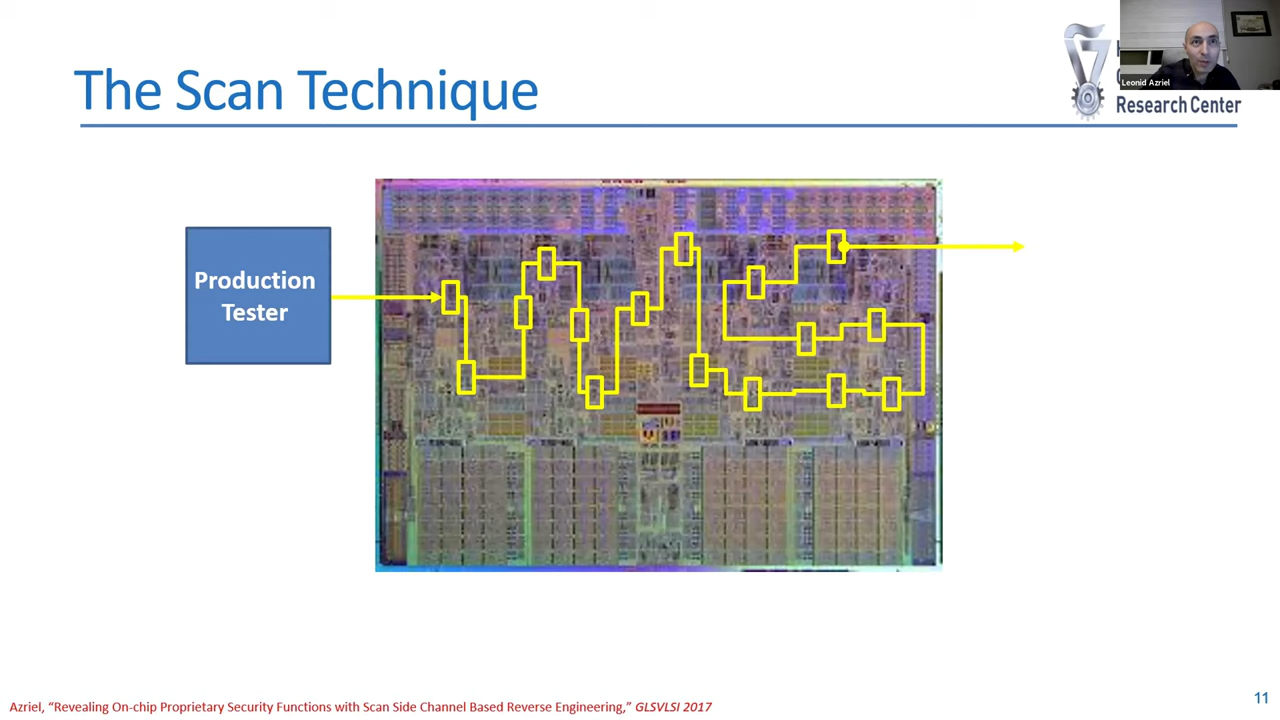 The Scan Technique
Leonid Azriel
Research Center
Production
Tester
Azriel, “Revealing On-chip Proprietary Security Functions with Scan Side Channel Based Reverse Engineering,” GLSVLSI 2017
11